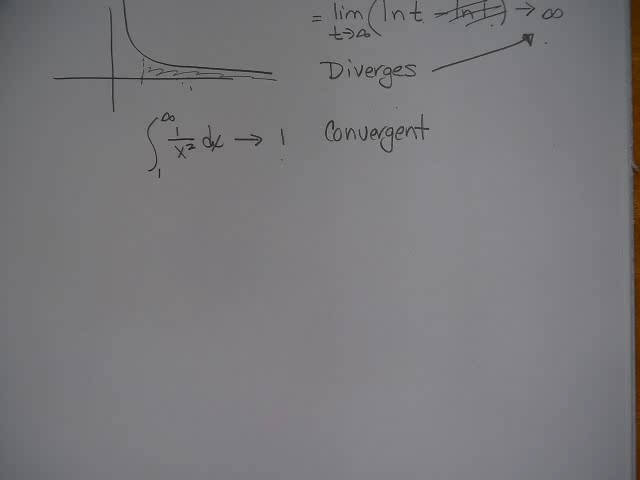 = lim t→∞ (ln t - ln 1) → ∞
Diverges
∫₁^∞ 1/x² dx → 1 Convergent